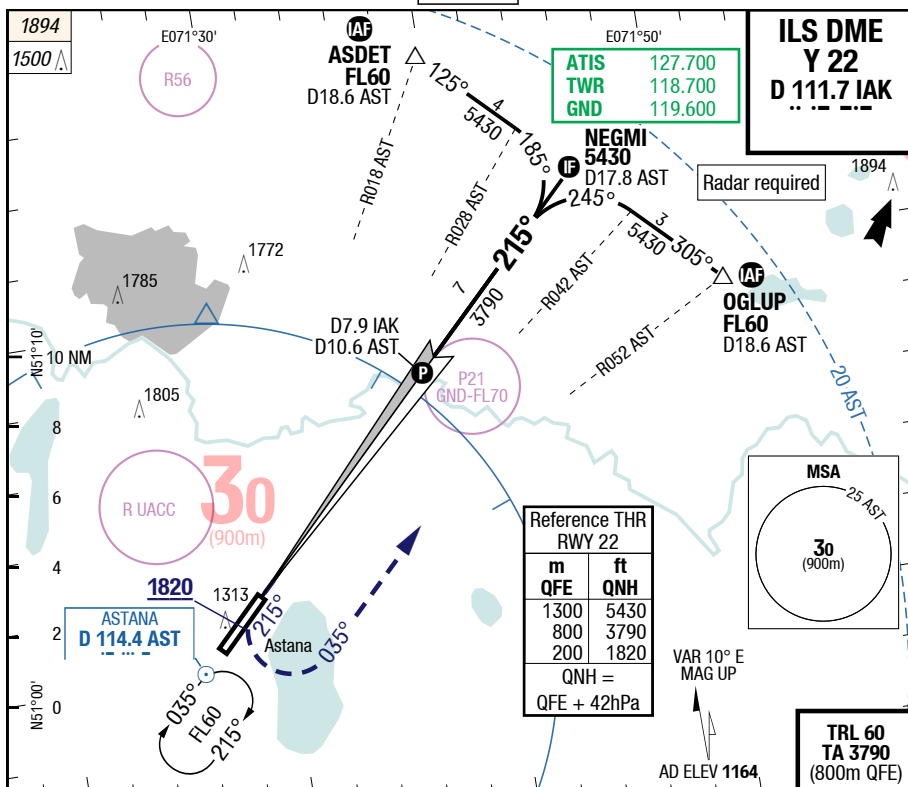 1894
1500
E071°30'
IAF
ASDET
FL60
D18.6 AST
E071°50'
ATIS 127.700
TWR 118.700
GND 119.600
ILS DME
Y 22
D 111.7 IAK
R56
125°
4
5430
185°
NEGMI
5430
D17.8 AST
IF
Radar required
1894
R018 AST
R028 AST
245°
3
5430
305°
IAF
OGLUP
FL60
D18.6 AST
215°
7
3790
R042 AST
R052 AST
1772
1785
D7.9 IAK
D10.6 AST
P
N51°10'
10 NM
P21
GND-FL70
20 AST
1805
8
6
4
2
0
R UACC
30
(900m)
MSA
25 AST
30
(900m)
Reference THR
RWY 22
m ft
QFE QNH
1300 5430
800 3790
200 1820
QNH =
QFE + 42hPa
1820
1313
215°
Astana
035°
ASTANA
D 114.4 AST
N51°00'
035°
FL60
215°
VAR 10° E
MAG UP
AD ELEV 1164
TRL 60
TA 3790
(800m QFE)